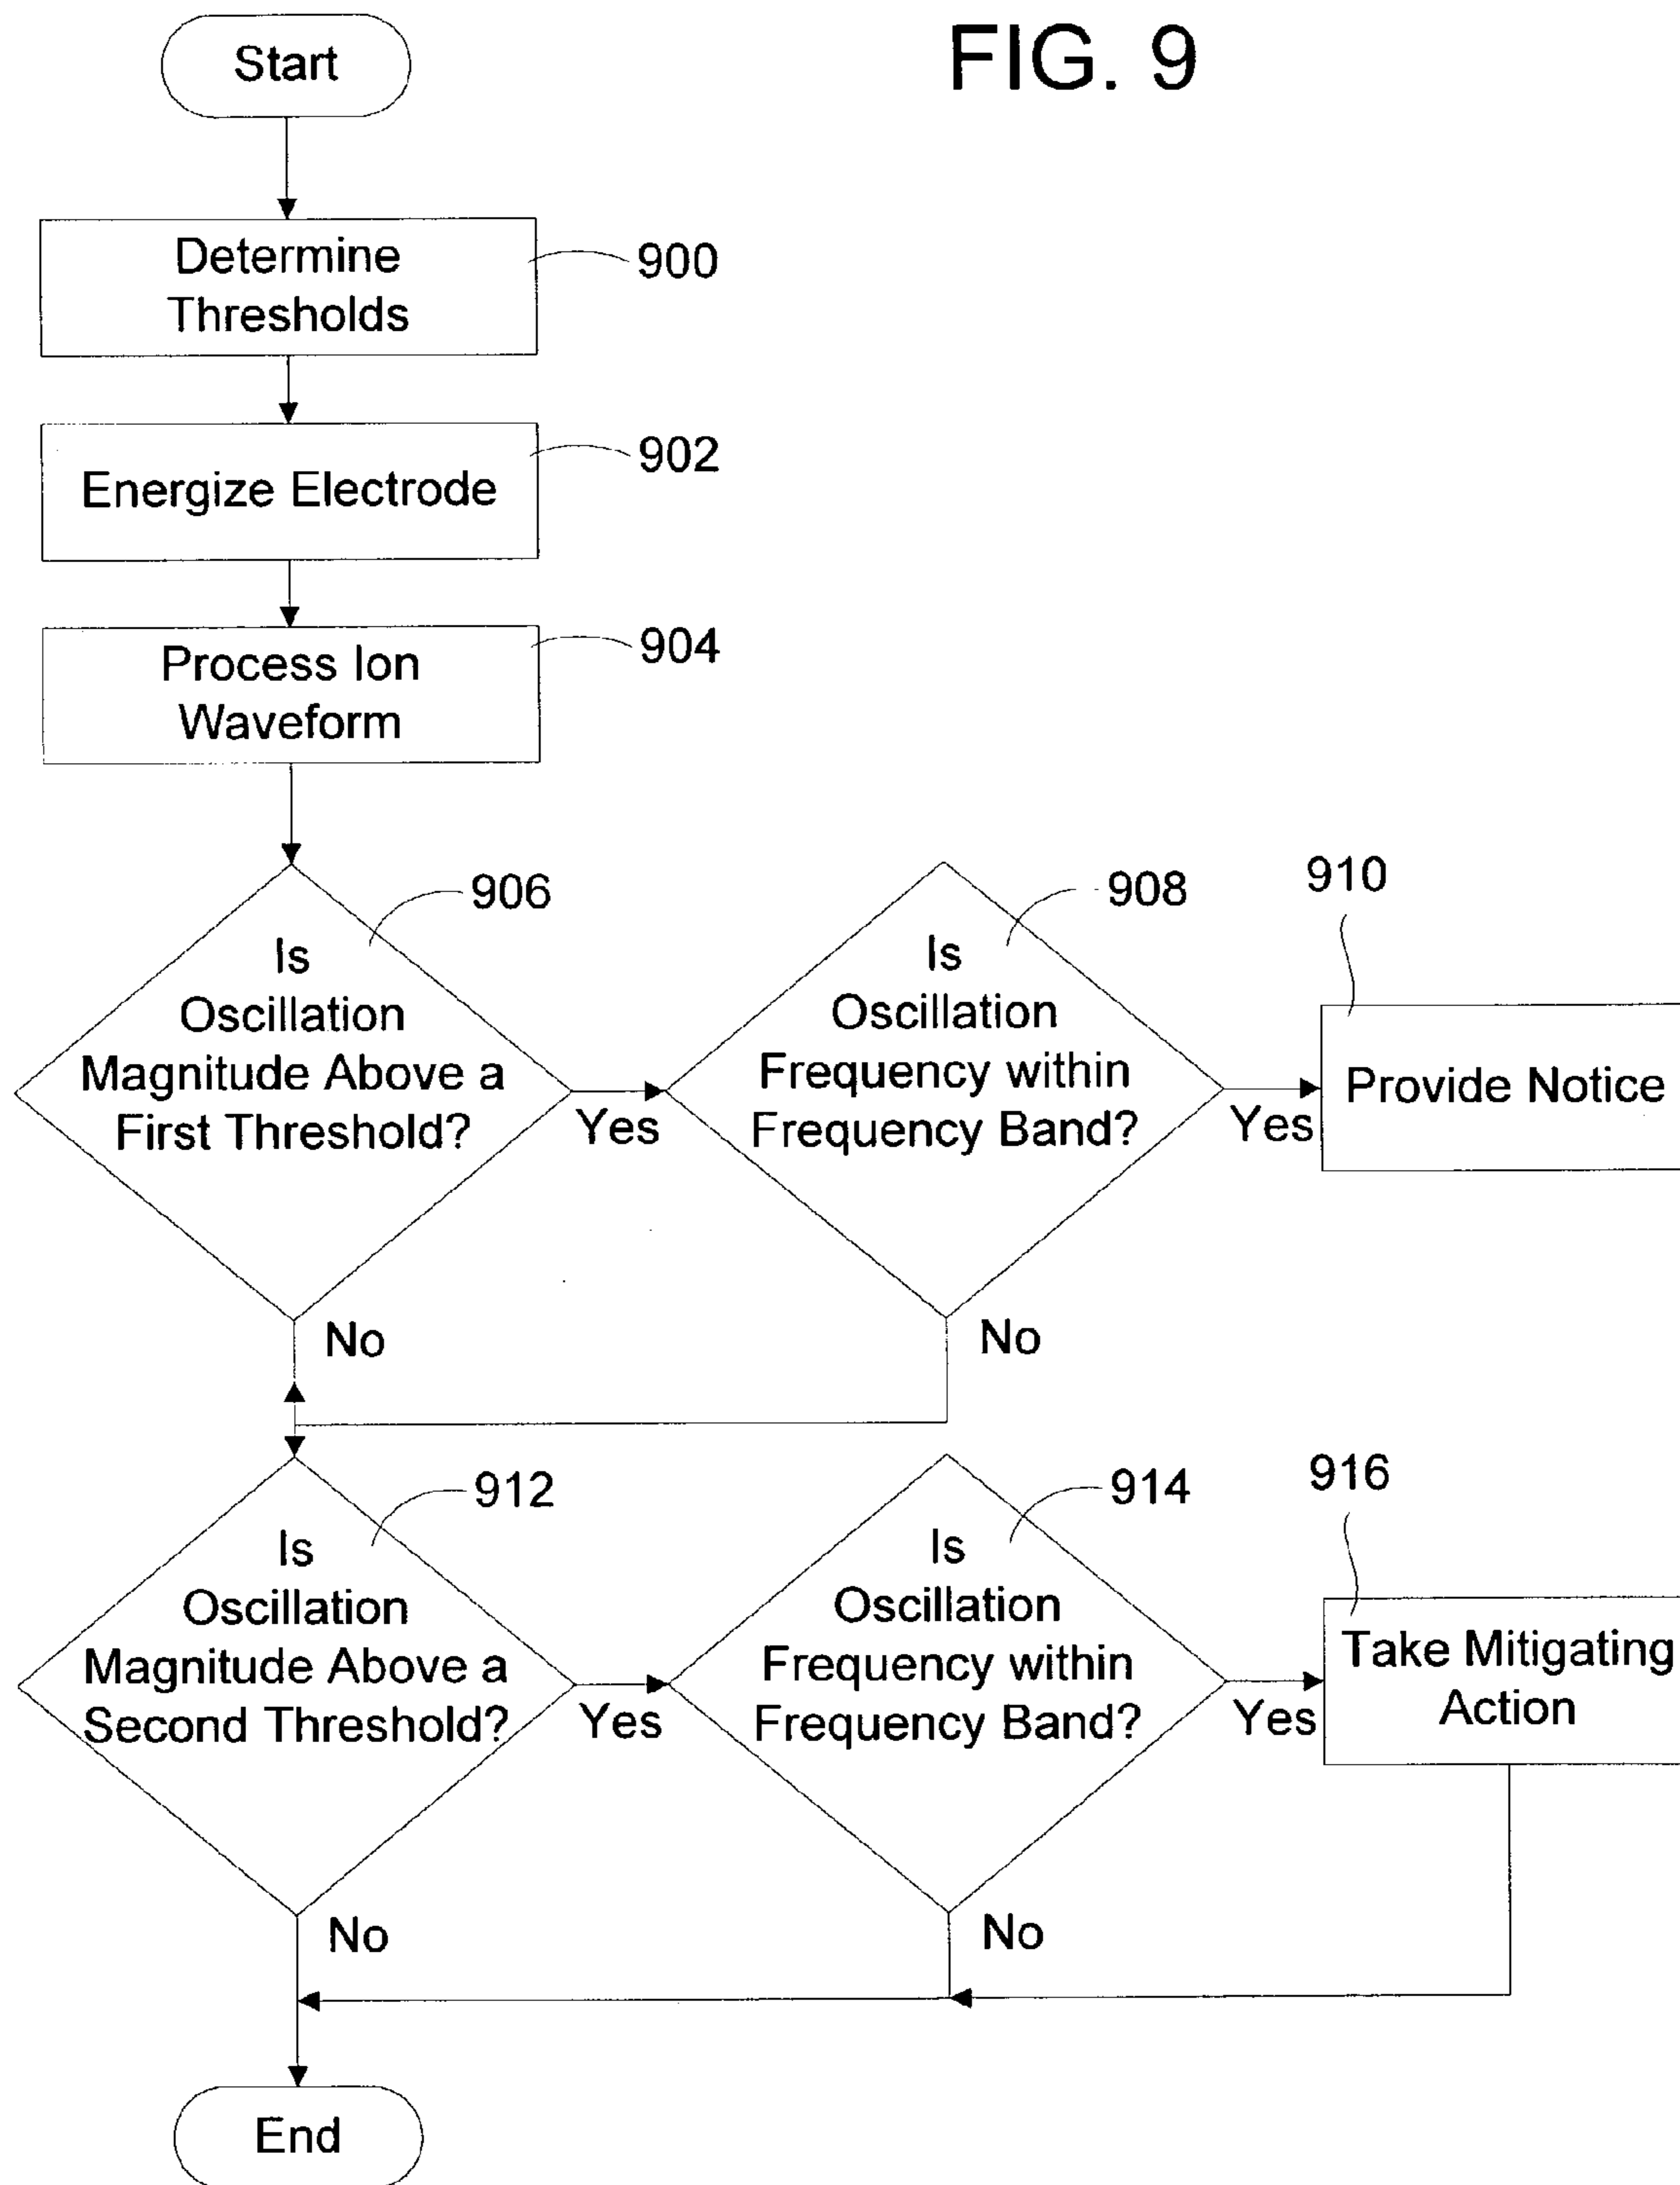 FIG. 9
Start
Determine
Thresholds
900
Energize Electrode
902
Process Ion
Waveform
904
906
Is
Oscillation
Magnitude Above a
First Threshold?
Yes
No
908
Is
Oscillation
Frequency within
Frequency Band?
Yes
No
910
Provide Notice
912
Is
Oscillation
Magnitude Above a
Second Threshold?
Yes
No
914
Is
Oscillation
Frequency within
Frequency Band?
Yes
No
916
Take Mitigating
Action
End